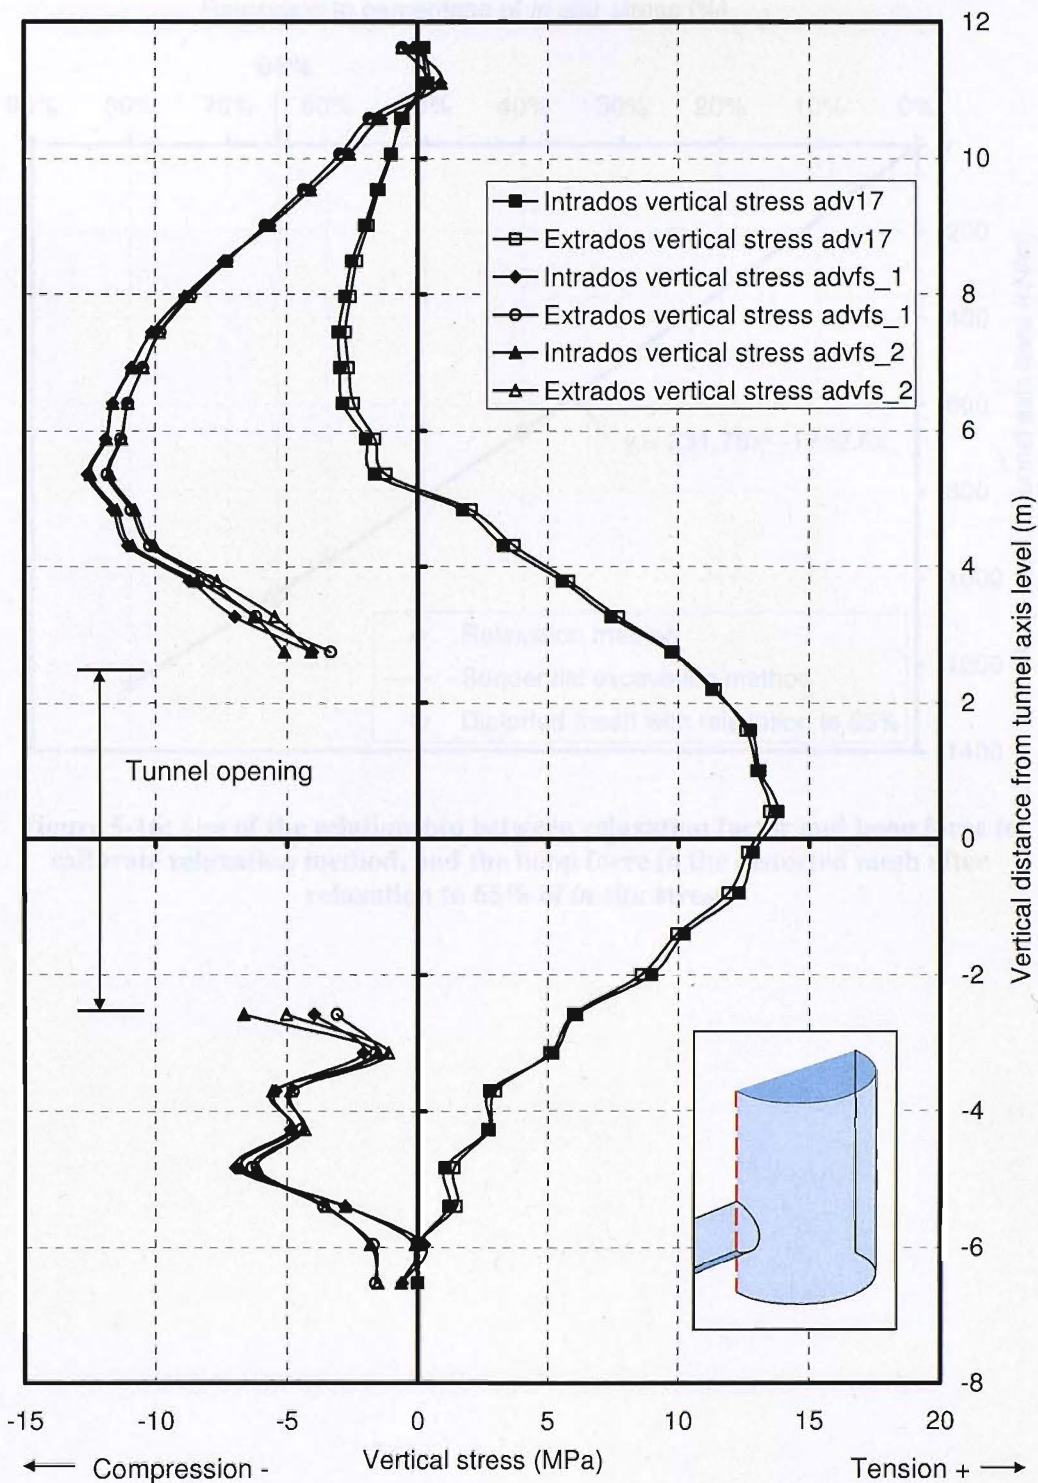 12
10
8
6
4
2
0
-2
-4
-6
-8
Vertical distance from tunnel axis level (m)
Intrados vertical stress adv17
Extrados vertical stress adv17
Intrados vertical stress advfs_1
Extrados vertical stress advfs_1
Intrados vertical stress advfs_2
Extrados vertical stress advfs_2
Tunnel opening
-15 -10 -5 0 5 10 15 20
Compression - Vertical stress (MPa) Tension +